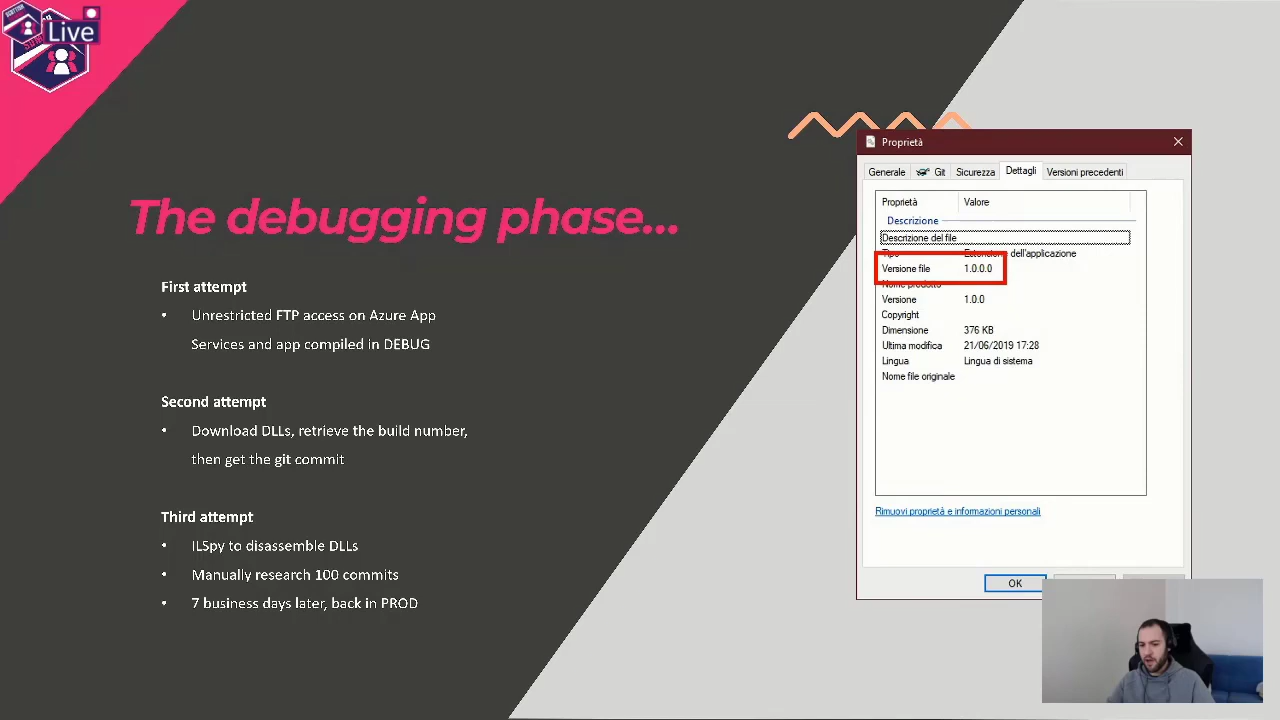 Live
The debugging phase...
First attempt
• Unrestricted FTP access on Azure App
Services and app compiled in DEBUG
Second attempt
• Download DLLs, retrieve the build number,
then get the git commit
Third attempt
• ILSpy to disassemble DLLs
• Manually research 100 commits
• 7 business days later, back in PROD
Proprietà
Generale Git Sicurezza Dettagli Versioni precedenti
Proprietà Valore
Descrizione
Descrizione del file
Tipo Estensione dell'applicazione
Versione file 1.0.0.0
Nome prodotto
Versione 1.0.0
Copyright
Dimensione 376 KB
Ultima modifica 21/06/2019 17:28
Lingua Lingua di sistema
Nome file originale
Rimuovi proprietà e informazioni personali
OK